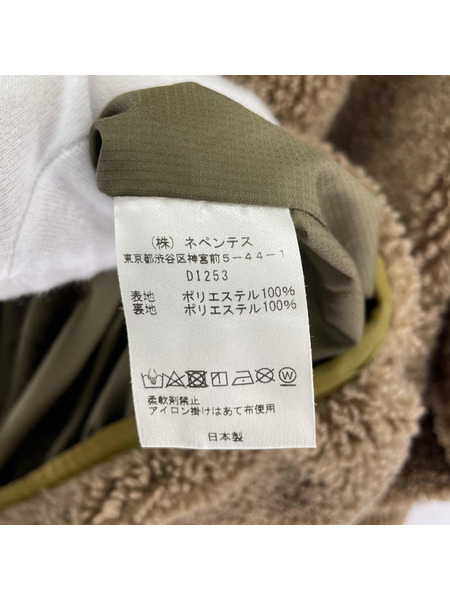 (株) ネペンテス
東京都渋谷区神宮前5-44-1
D1253
表地 ポリエステル100%
裏地 ポリエステル100%
柔軟剤禁止
アイロン掛けはあて布使用
日本製